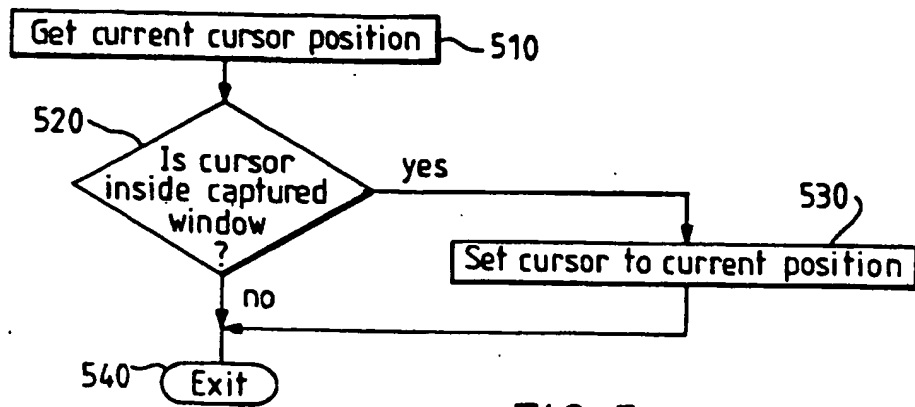 Get current cursor position
510
520
Is cursor
inside captured
window
?
yes
530
Set cursor to current position
no
540
Exit